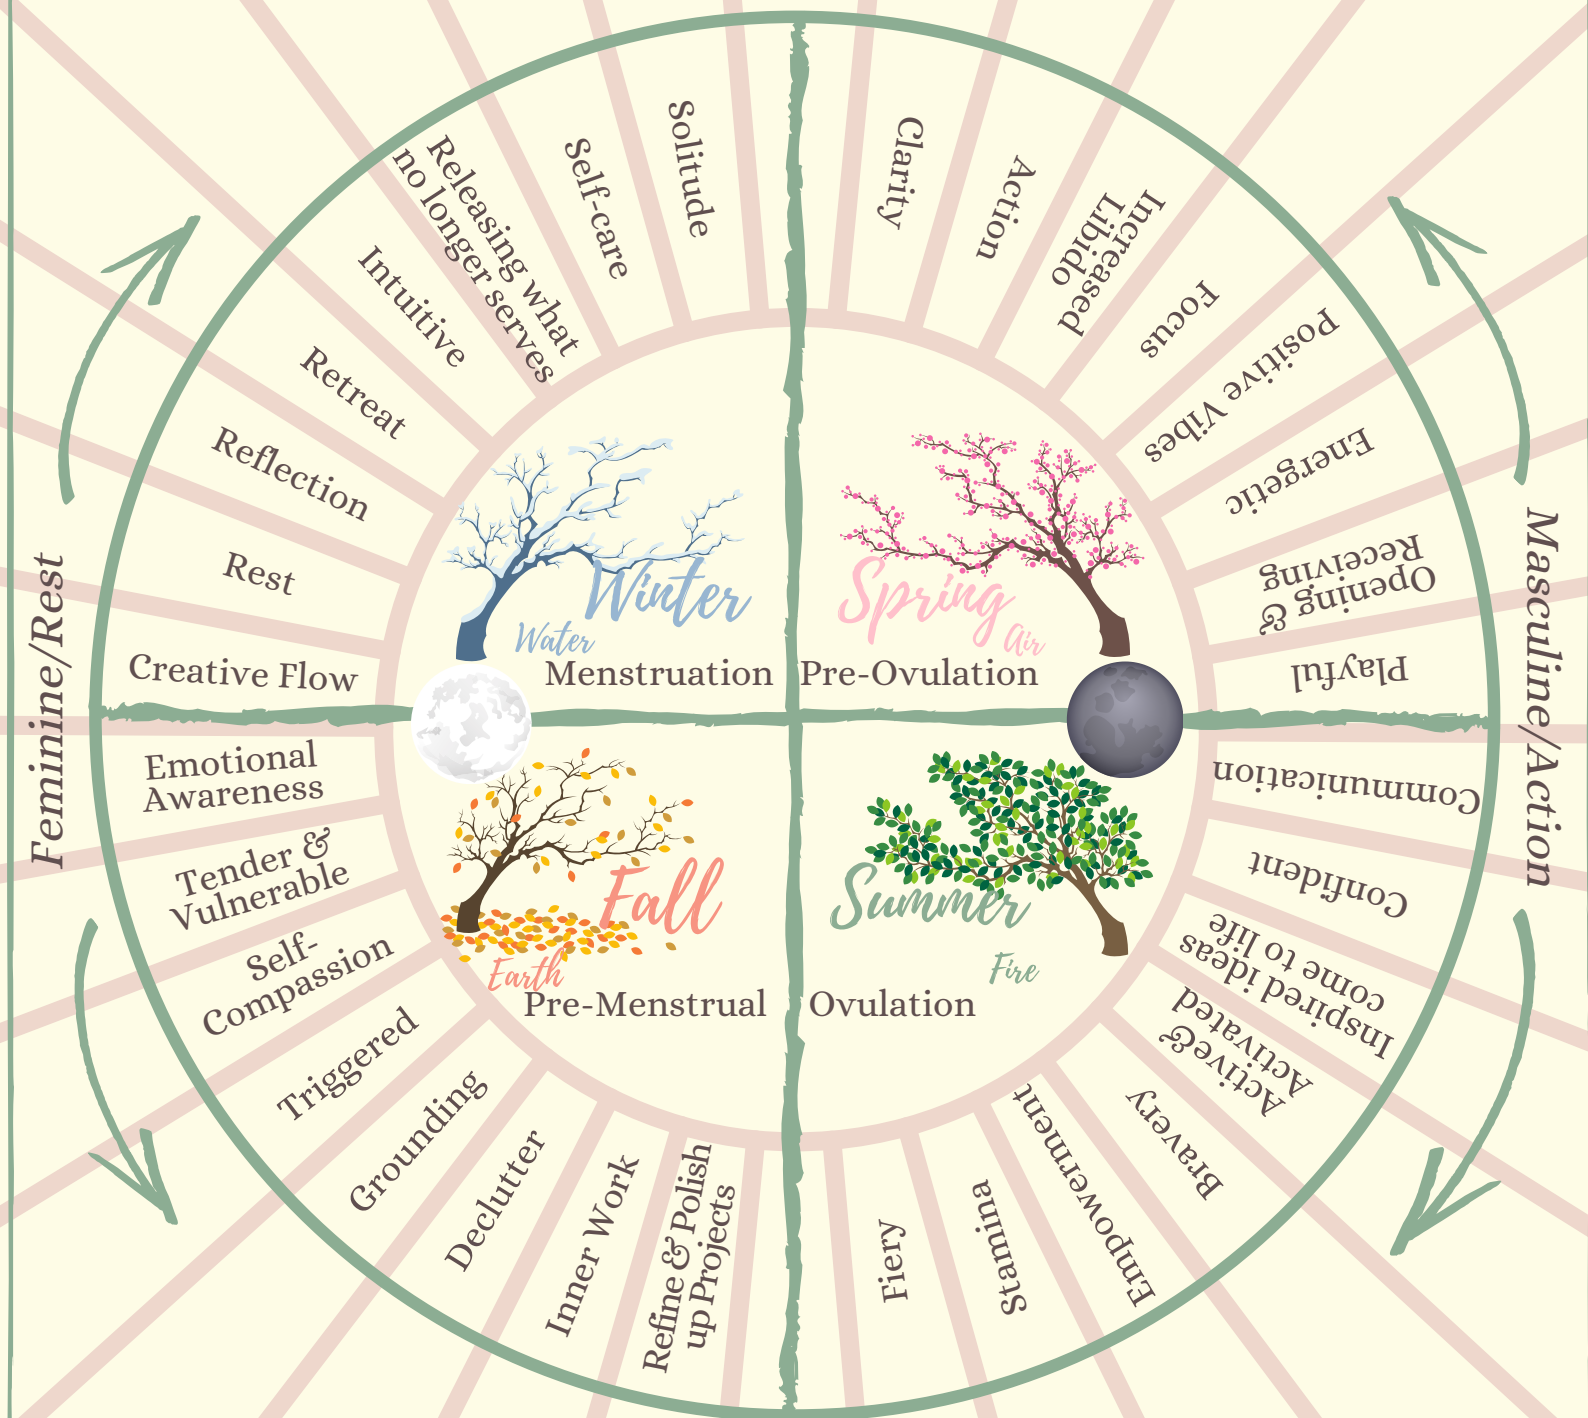 Feminine/Rest
Masculine/Action
Creative Flow
Rest
Reflection
Retreat
Intuitive
Releasing what
no longer serves
Self-care
Solitude
Clarity
Action
Increased
Libido
Focus
Positive Vibes
Energetic
Opening &
Receiving
Playful
Communication
Confident
Inspired ideas
come to life
Active&
Activated
Bravery
Empowerment
Stamina
Fiery
Refine & Polish
up Projects
Inner Work
Declutter
Grounding
Triggered
Self-
Compassion
Tender &
Vulnerable
Emotional
Awareness
Winter
Water
Menstruation
Spring
Air
Pre-Ovulation
Fall
Earth
Pre-Menstrual
Summer
Fire
Ovulation